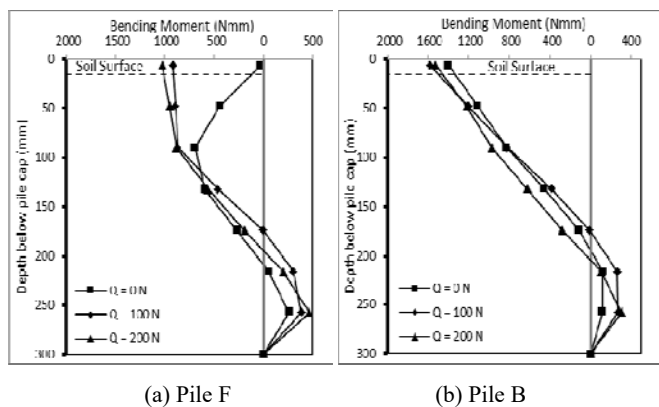 Bending Moment (Nmm)
2000 1500 1000 500 0 500
Soil Surface
0
50
100
150
200
250
300
Depth below pile cap (mm)
Q = 0 N
Q = 100 N
Q = 200 N
(a) Pile F
Bending Moment (Nmm)
2000 1600 1200 800 400 0 400
Soil Surface
0
50
100
150
200
250
300
Depth below pile cap (mm)
Q = 0 N
Q = 100 N
Q = 200 N
(b) Pile B